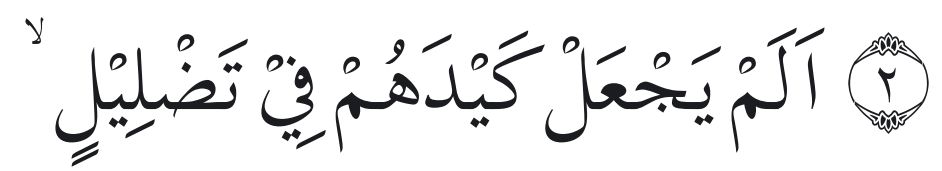 ٢ اَلَمْ يَجْعَلْ كَيْدَهُمْ فِيْ تَضْلِيْلٍۙ